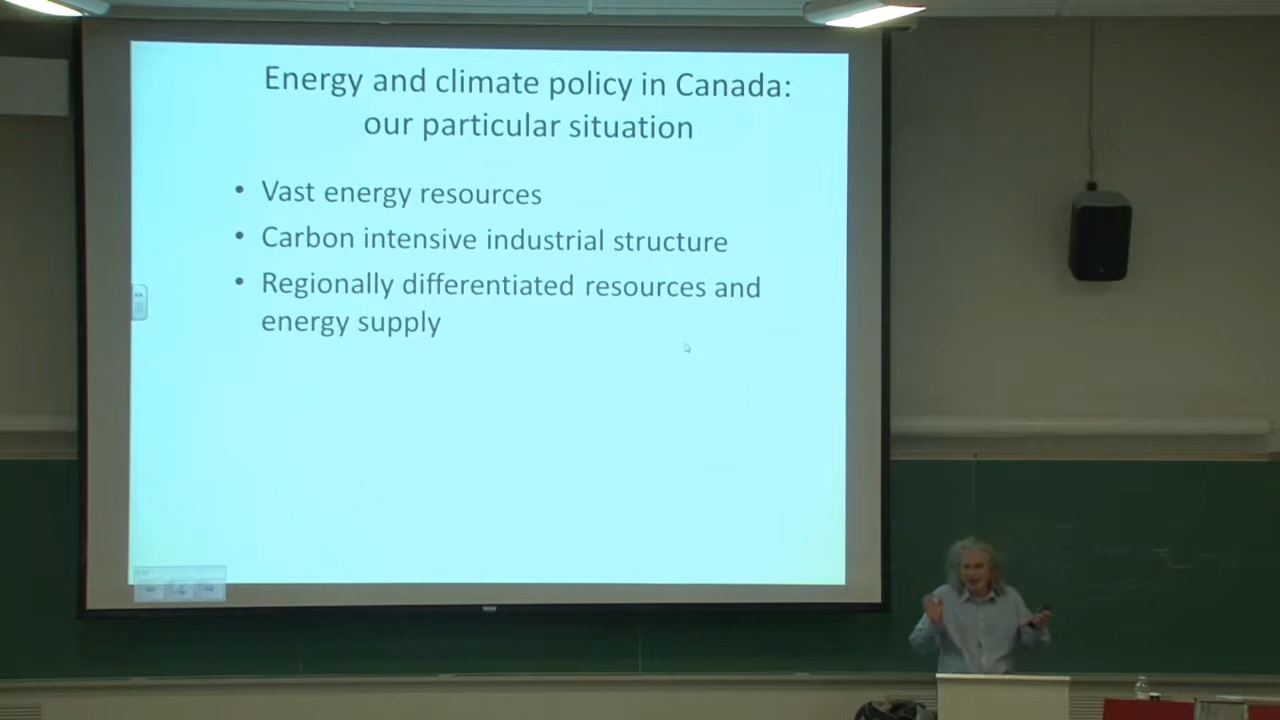 Energy and climate policy in Canada:
our particular situation
• Vast energy resources
• Carbon intensive industrial structure
• Regionally differentiated resources and
energy supply